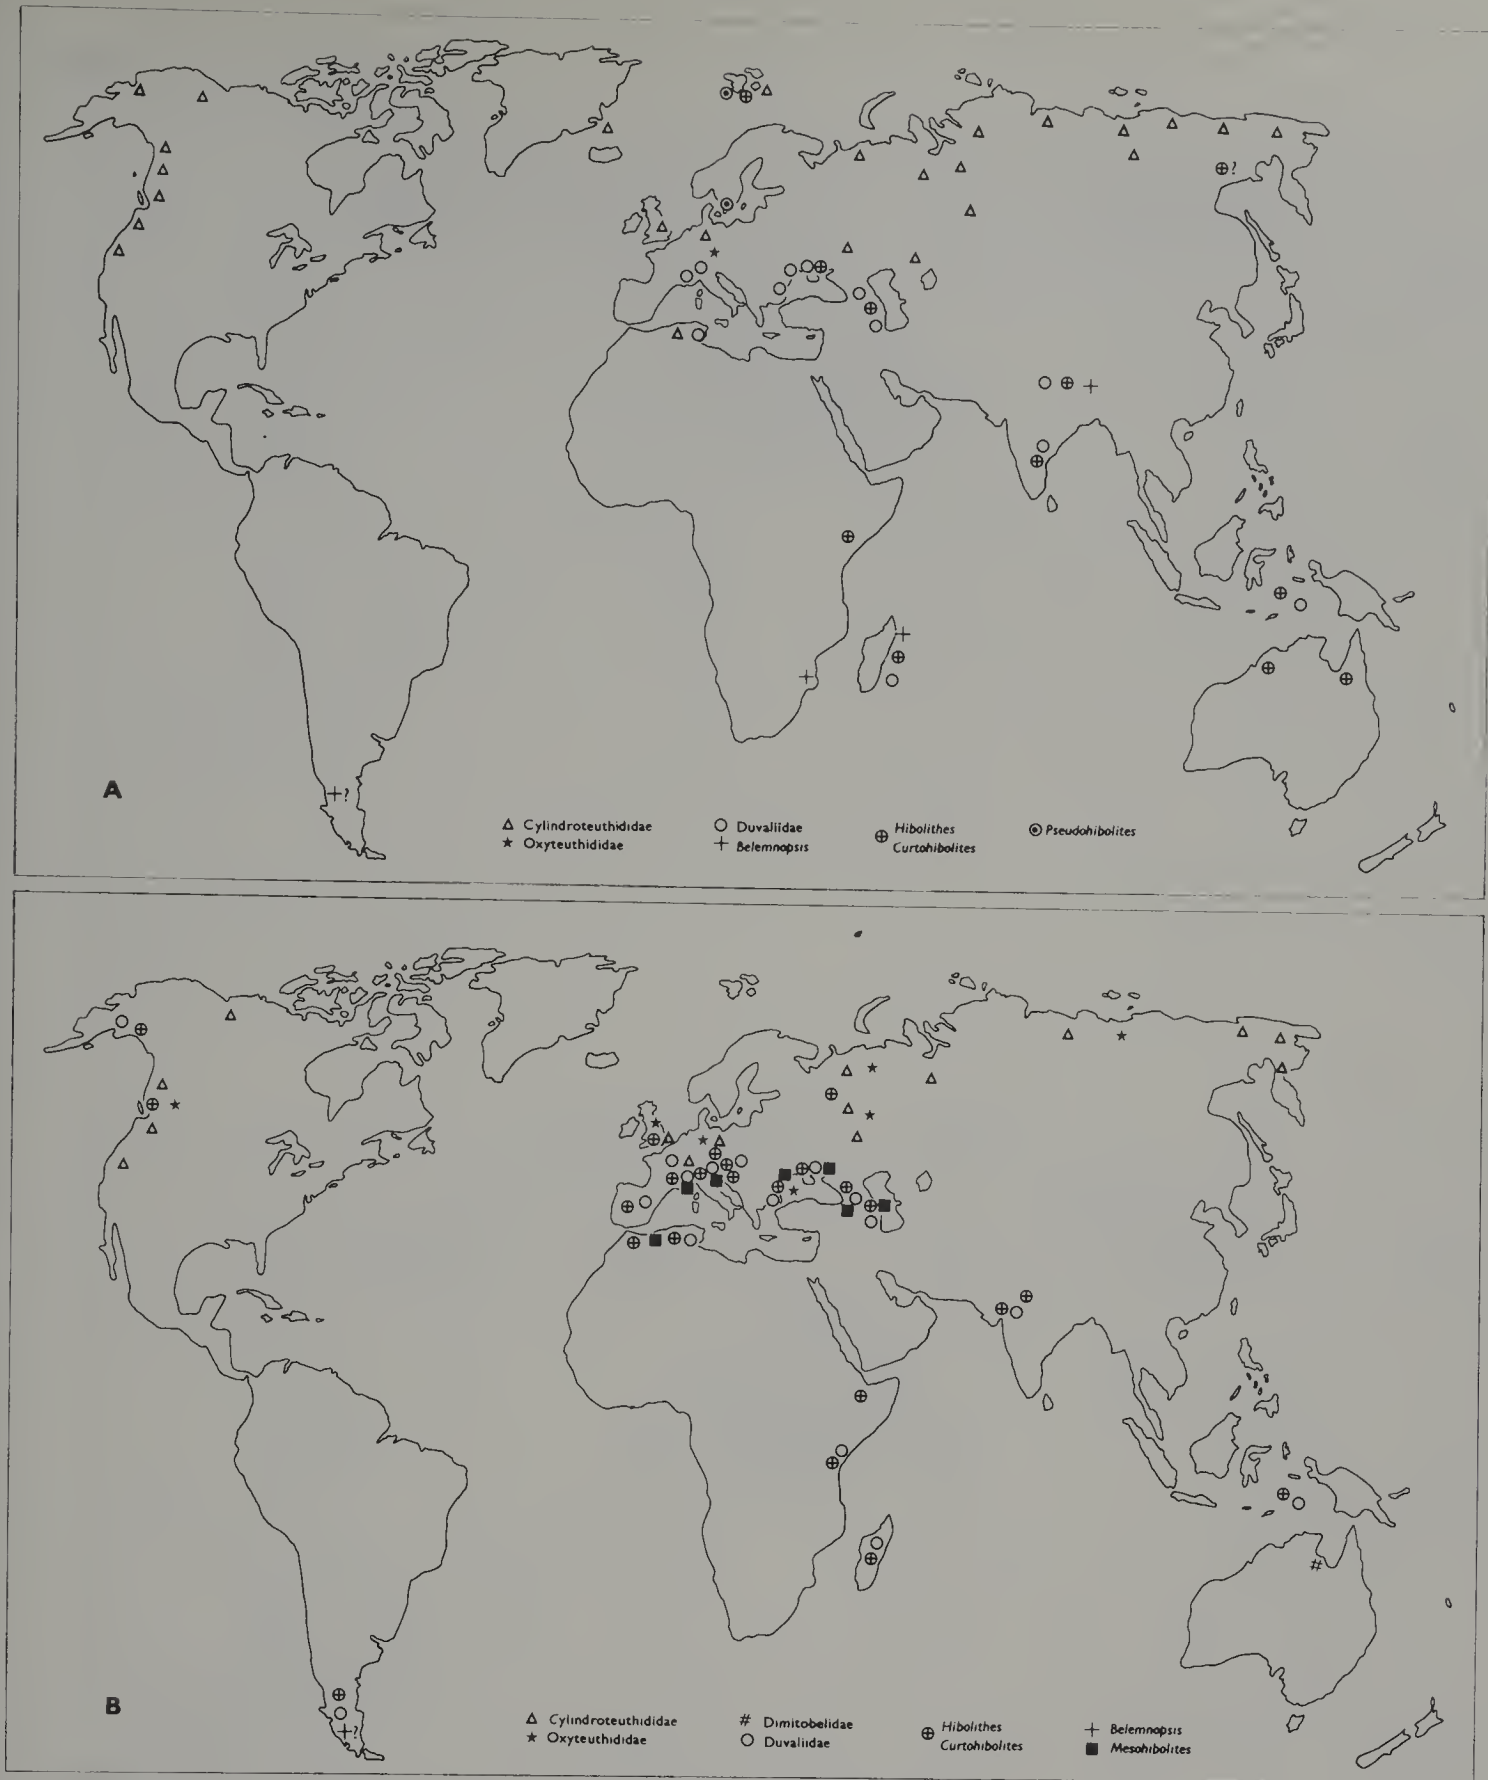 ?
A
+?
△ Cylindroteuthididae
★ Oxyteuthididae
○ Duvaliidae
+ Belemnopsis
⊕ Hibolithes
Curtohibolites
◉ Pseudohibolites
B
+?
△ Cylindroteuthididae
★ Oxyteuthididae
# Dimitobelidae
○ Duvaliidae
⊕ Hibolithes
Curtohibolites
+ Belemnopsis
■ Mesohibolites